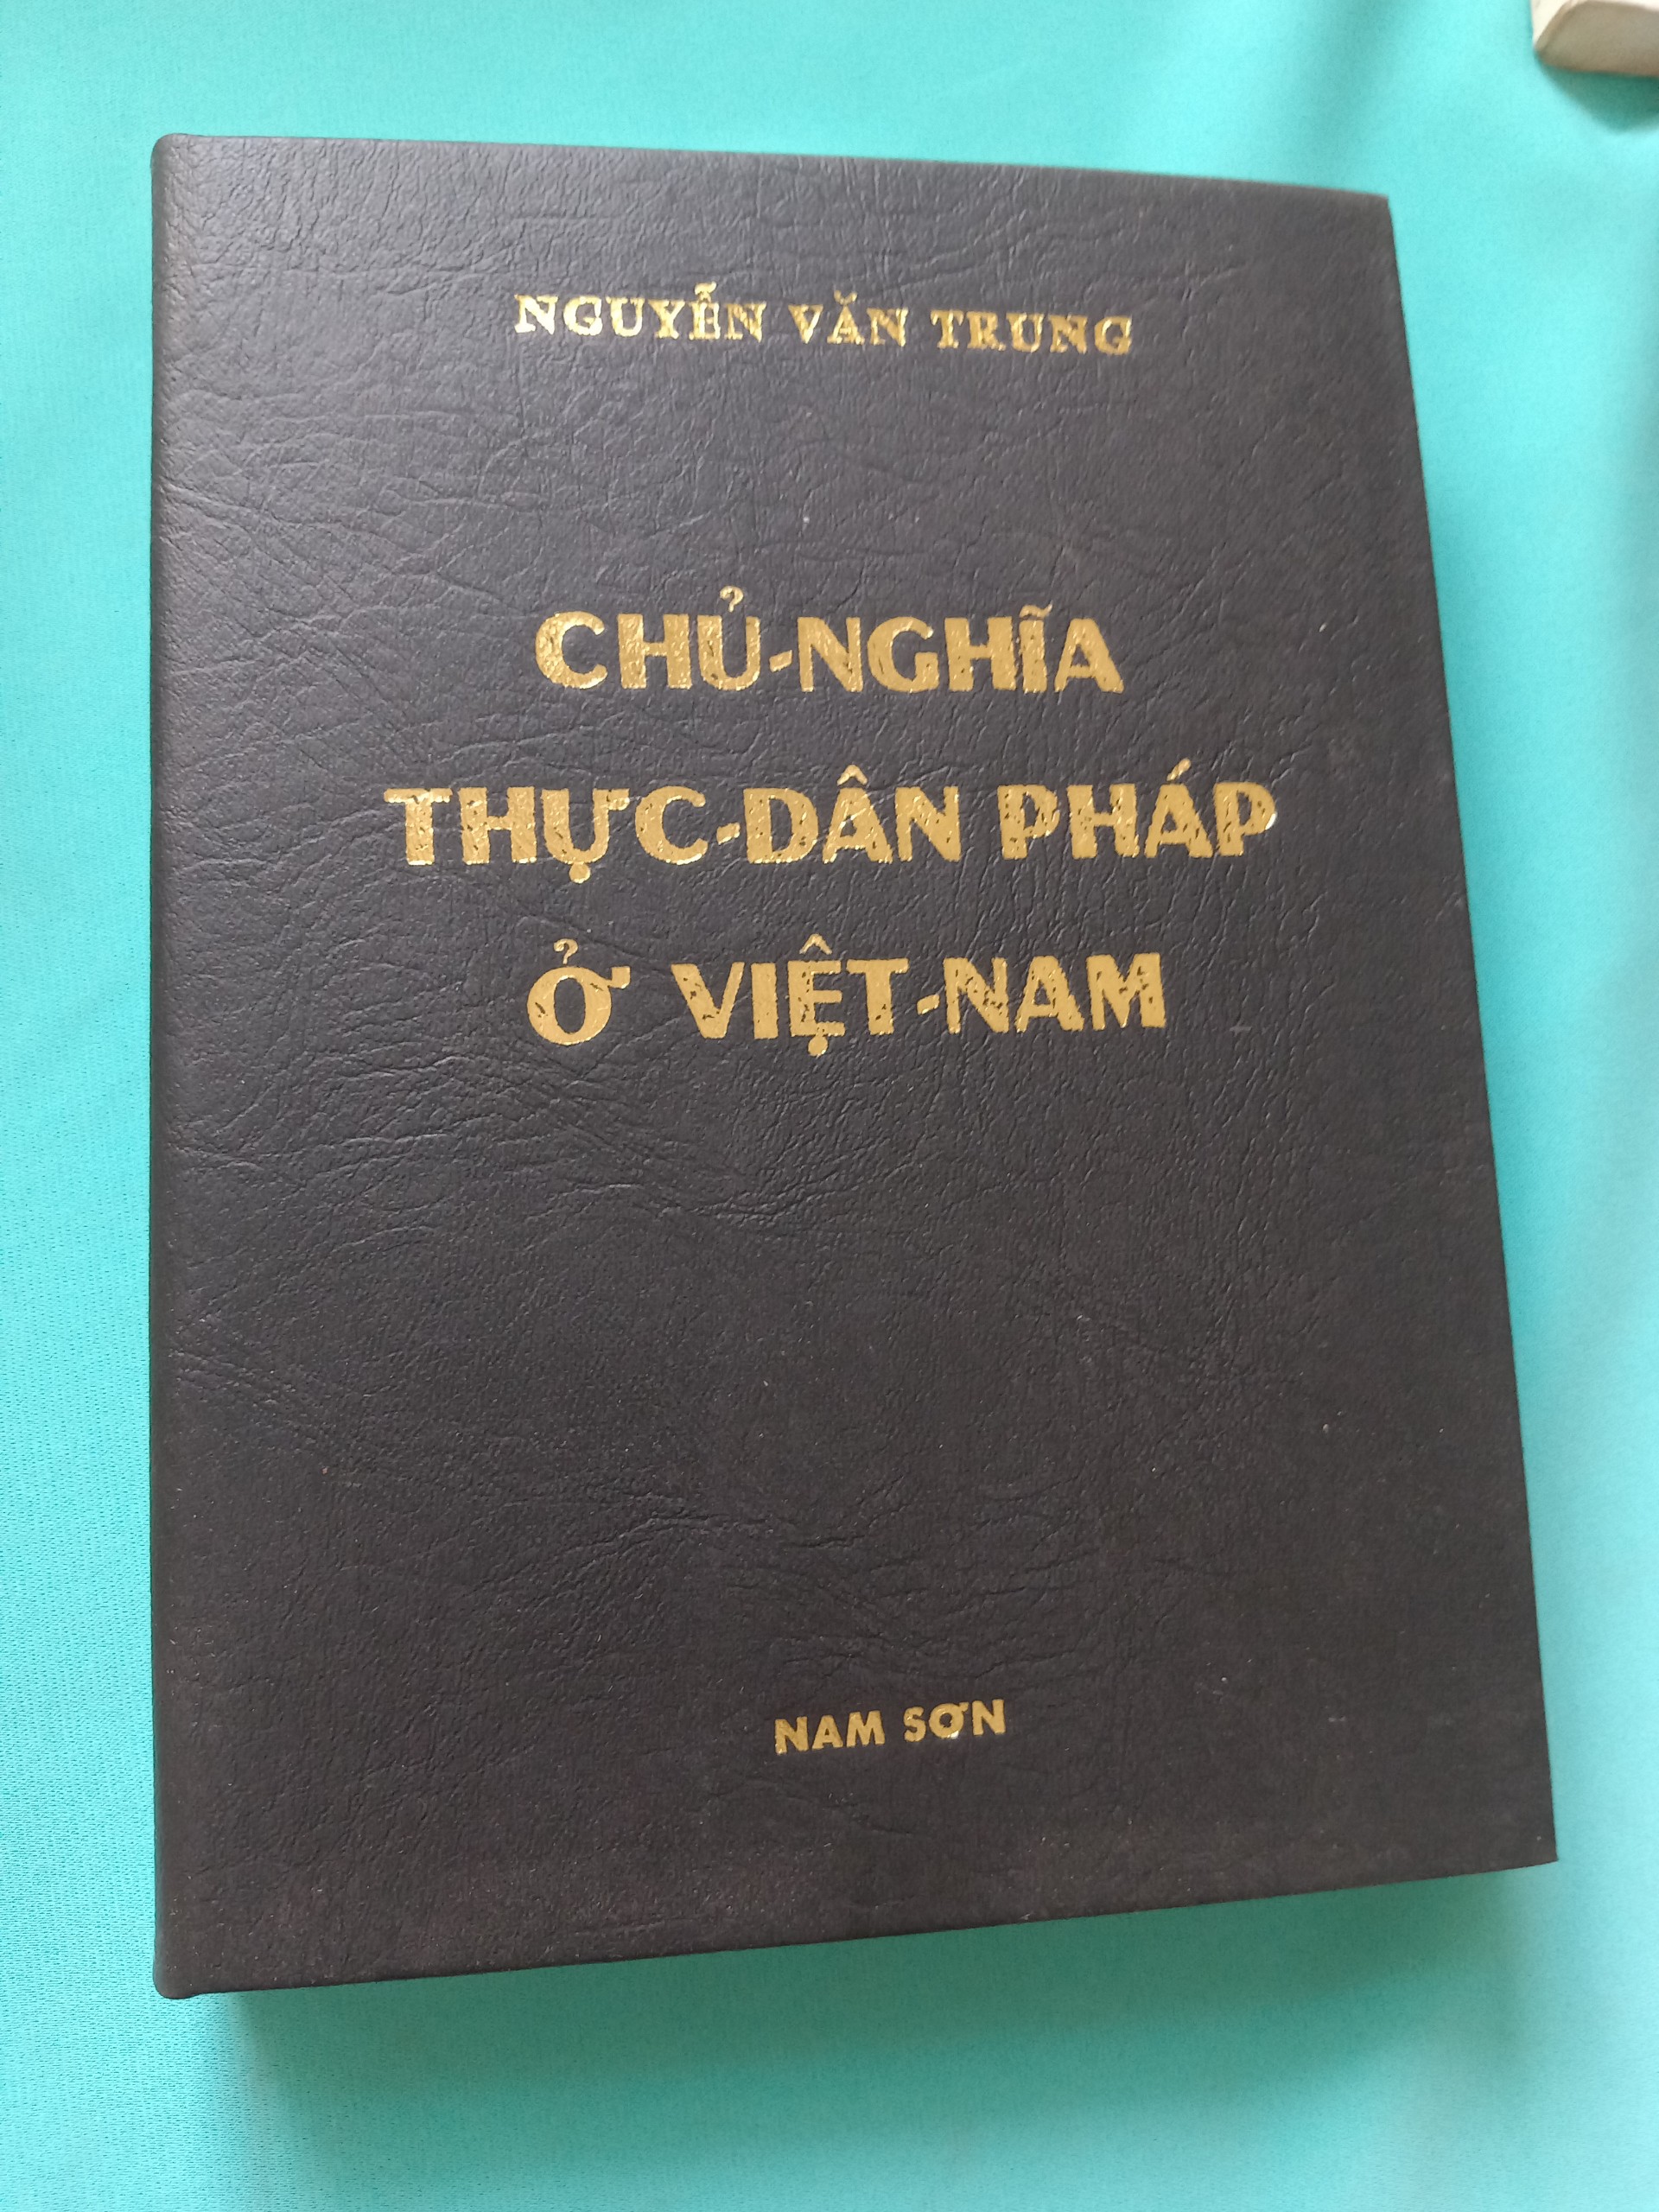 NGUYỄN VĂN TRUNG
CHỦ-NGHĨA
THỰC-DÂN PHÁP
Ở VIỆT-NAM
NAM SƠN